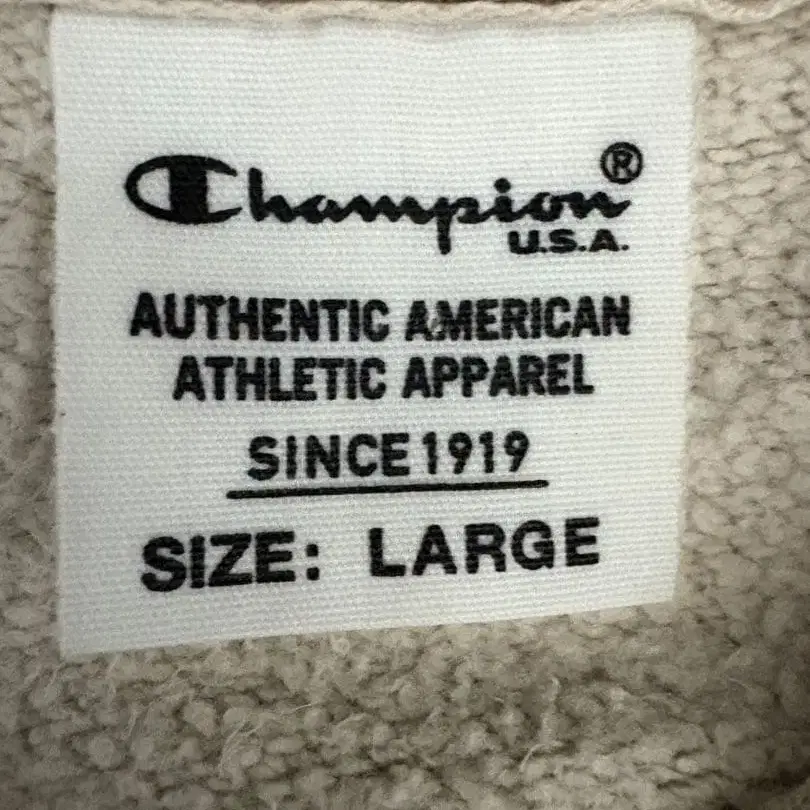 Champion®
U.S.A.
AUTHENTIC AMERICAN
ATHLETIC APPAREL
SINCE 1919
SIZE: LARGE